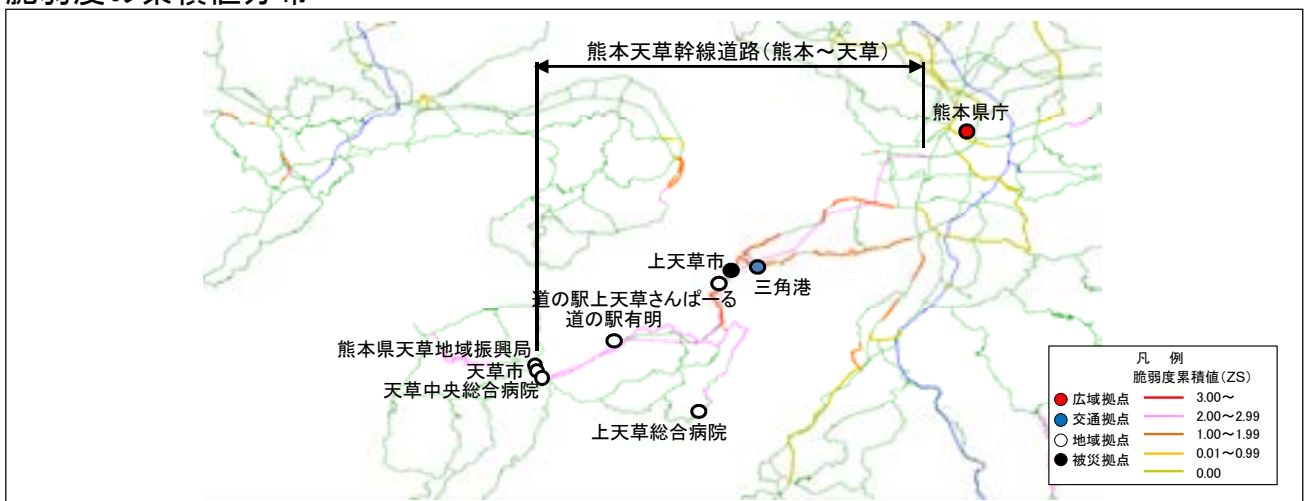 脆弱度の累積値分布
熊本天草幹線道路(熊本～天草)
熊本県庁
上天草市
三角港
道の駅上天草さんぱーる
道の駅有明
熊本県天草地域振興局
天草市
天草中央総合病院
上天草総合病院
凡 例
脆弱度累積値(ZS)
広域拠点 3.00～
交通拠点 2.00～2.99
地域拠点 1.00～1.99
被災拠点 0.01～0.99
0.00